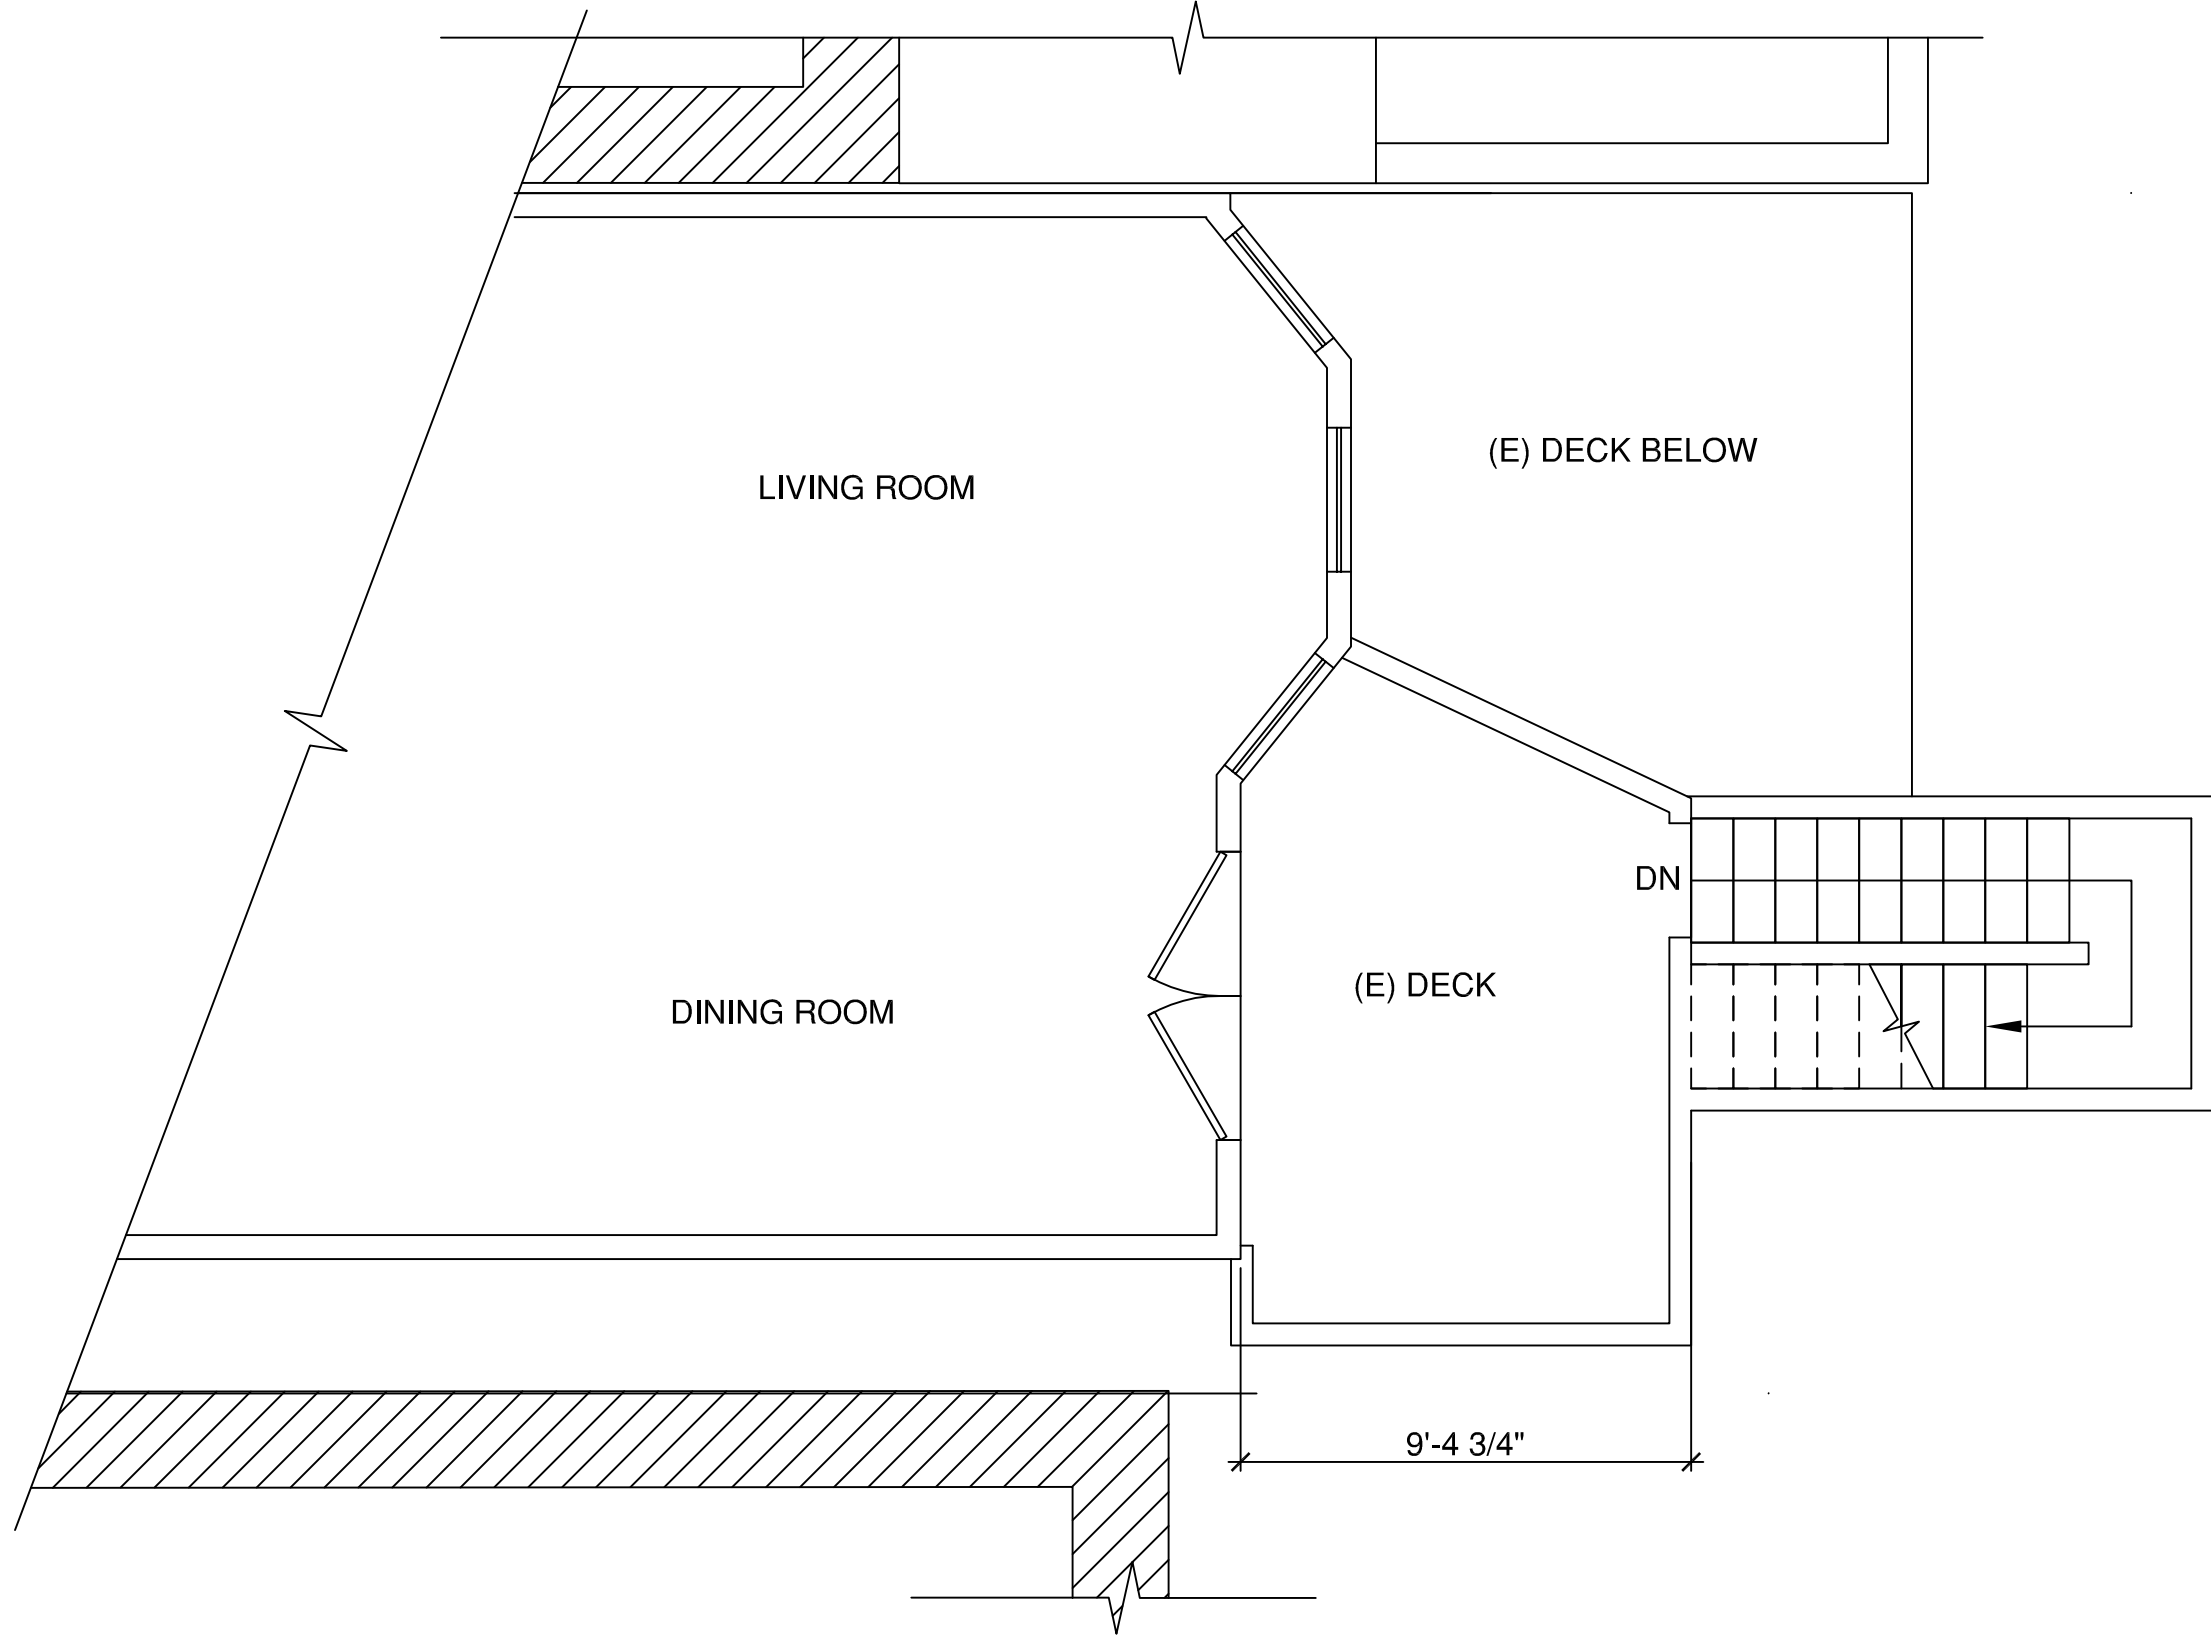 (E) DECK BELOW
LIVING ROOM
DN
(E) DECK
DINING ROOM
9'-4 3/4"